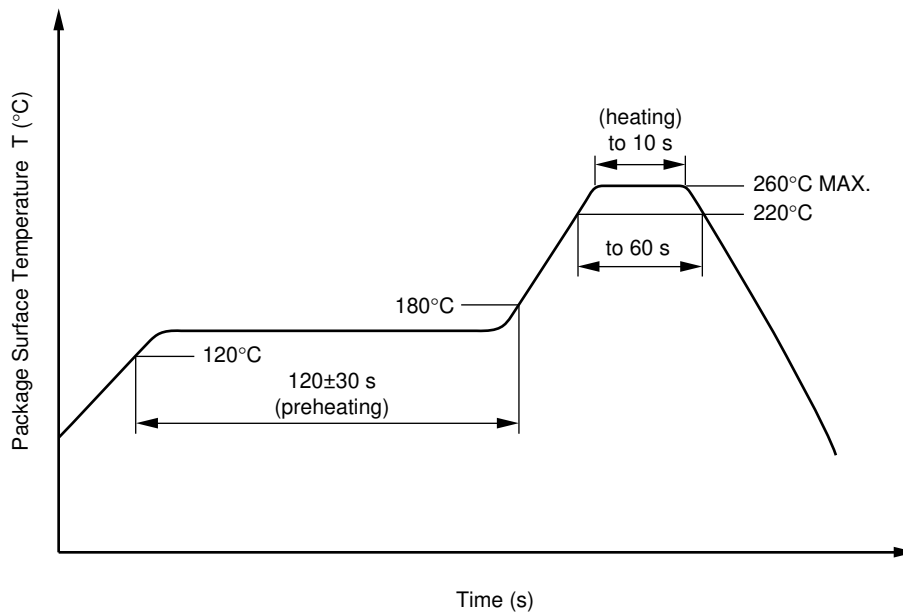 (heating)
to 10 s
260°C MAX.
220°C
to 60 s
180°C
120°C
120±30 s
(preheating)
Package Surface Temperature T (°C)
Time (s)